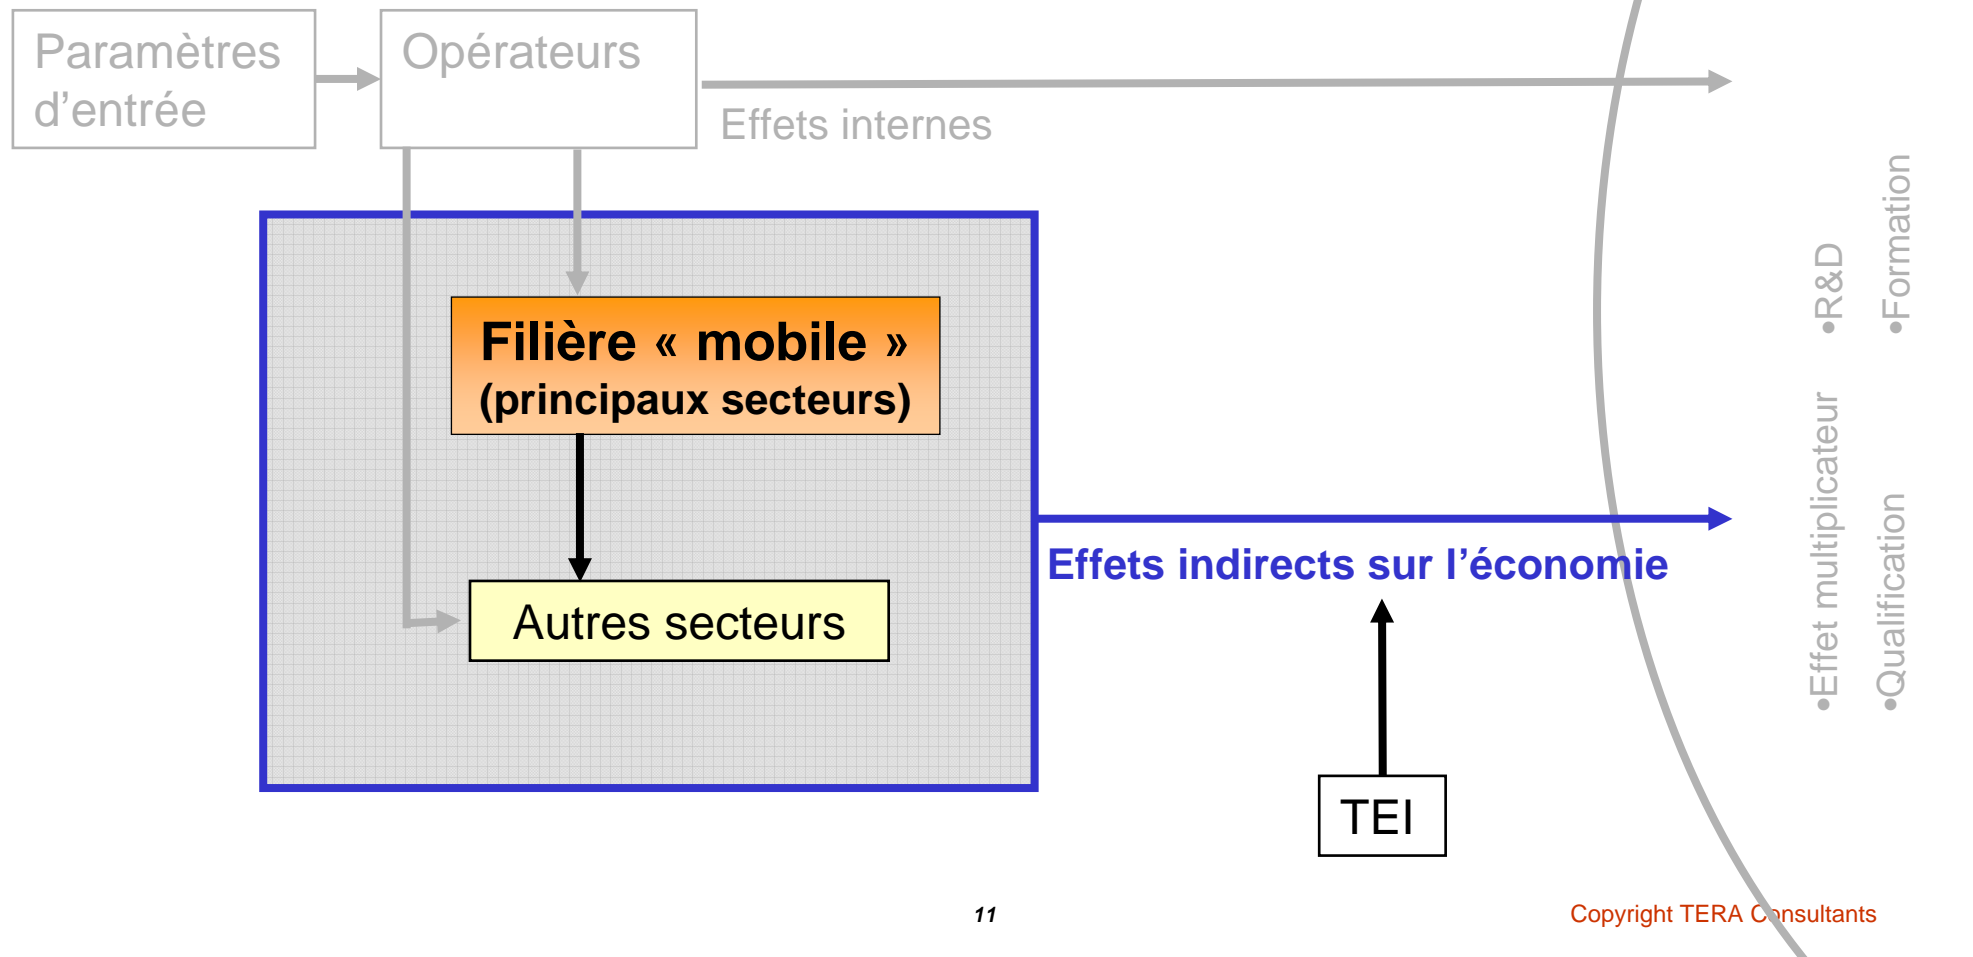 Paramètres
d’entrée
Opérateurs
Effets internes
Filière « mobile »
(principaux secteurs)
Autres secteurs
Effets indirects sur l’économie
TEI
•Effet multiplicateur •R&D
•Qualification •Formation
11
Copyright TERA Consultants